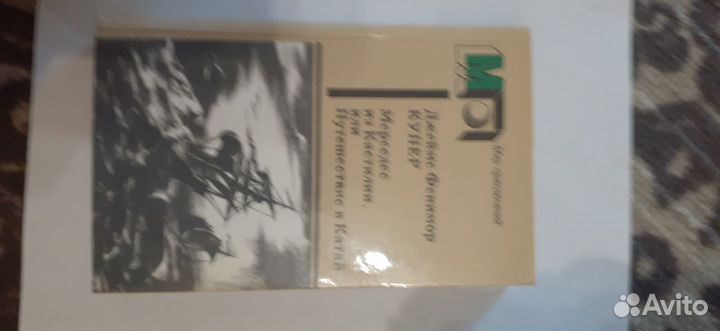 М
П
Мир приключений
Джеймс Фенимор
КУПЕР
Мерседес
из Кастилии,
или
Путешествие в Катай
Avito